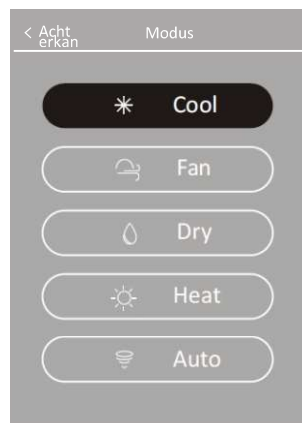 < Acht
erkan
Modus
Cool
Fan
Dry
Heat
Auto